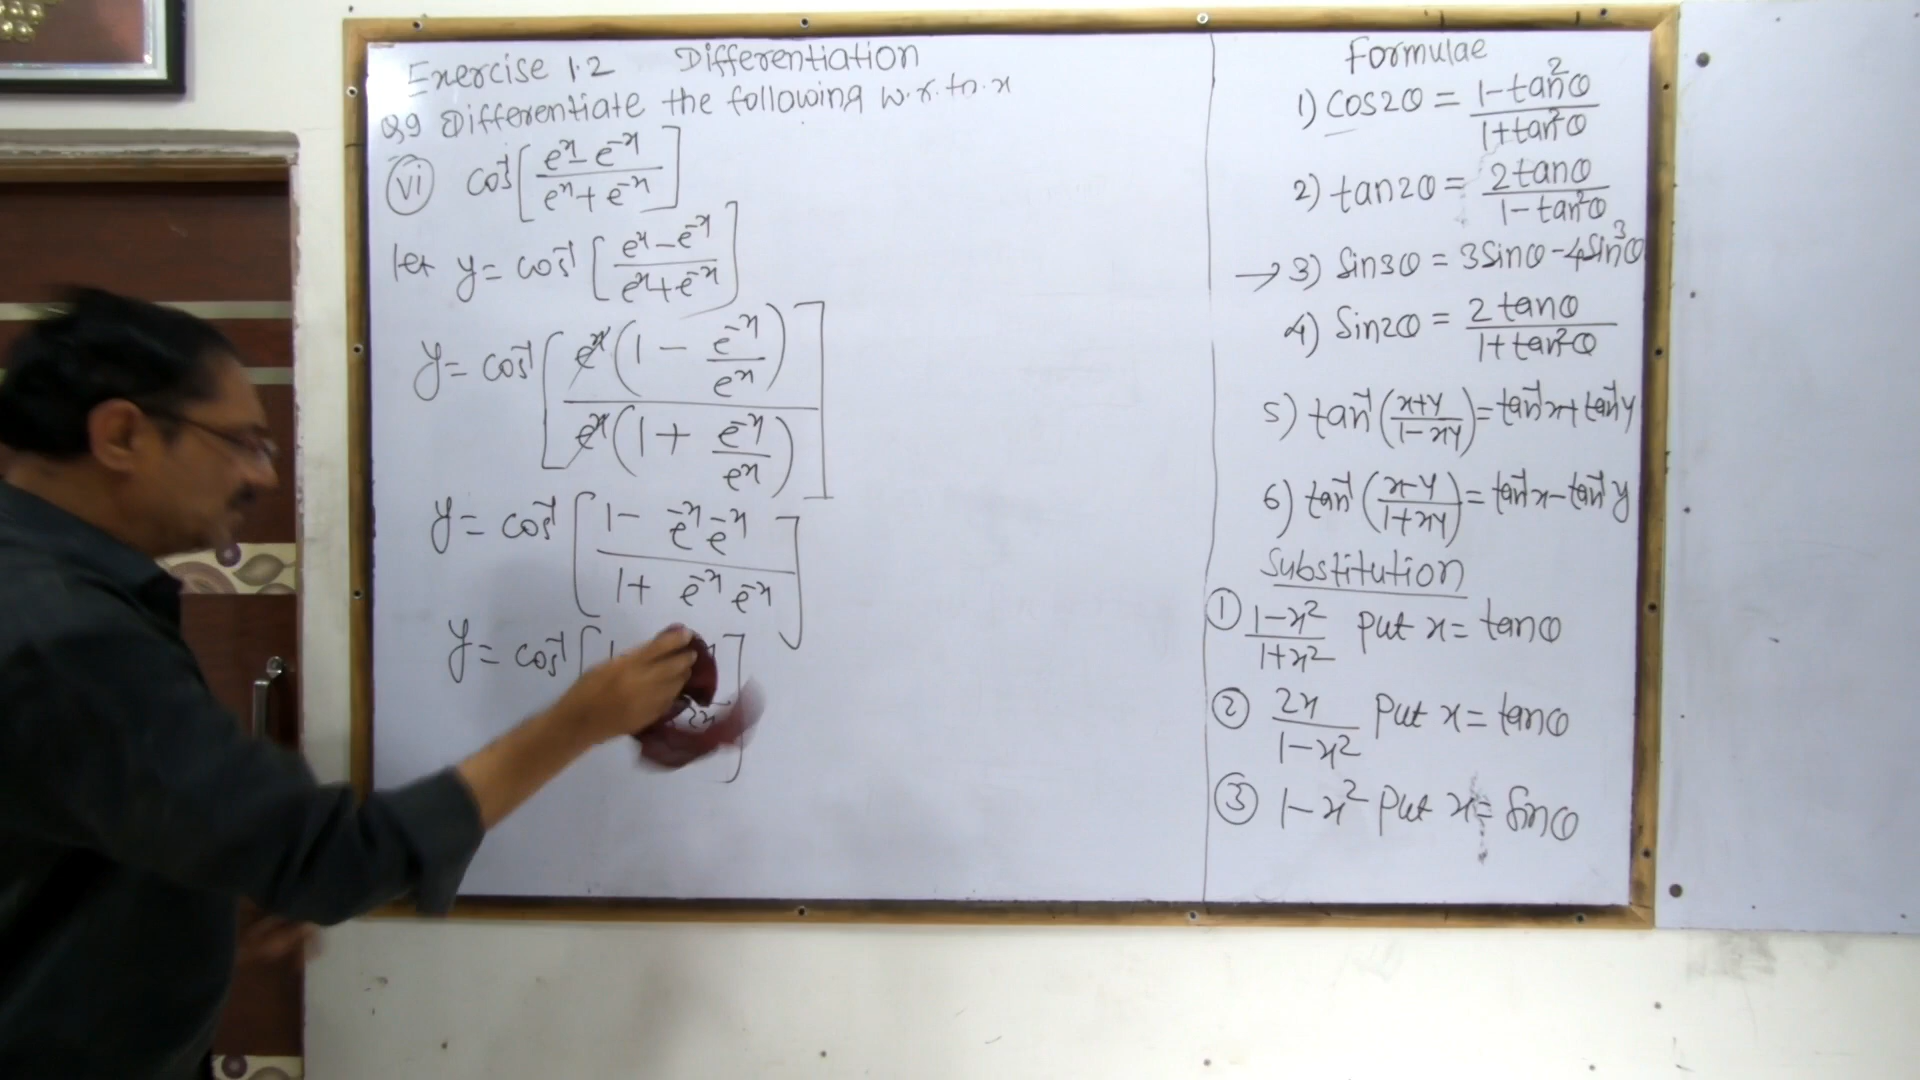 Exercise 1.2 Differentiation
Q9 Differentiate the following w.r.to.x
(vi) cos⁻¹[(eˣ - e⁻ˣ)/(eˣ + e⁻ˣ)]
let y = cos⁻¹[(eˣ - e⁻ˣ)/(eˣ + e⁻ˣ)]
y = cos⁻¹[eˣ(1 - e⁻ˣ/eˣ)/eˣ(1 + e⁻ˣ/eˣ)]
y = cos⁻¹[(1 - e⁻ˣ e⁻ˣ)/(1 + e⁻ˣ e⁻ˣ)]
y = cos⁻¹[
Formulae
1) cos2θ = (1 - tan²θ)/(1 + tan²θ)
2) tan2θ = 2tanθ/(1 - tan²θ)
→ 3) Sin3θ = 3Sinθ - 4Sin³θ
4) Sin2θ = 2tanθ/(1 + tan²θ)
5) tan⁻¹((x+y)/(1-xy)) = tan⁻¹x + tan⁻¹y
6) tan⁻¹((x-y)/(1+xy)) = tan⁻¹x - tan⁻¹y
Substitution
① (1-x²)/(1+x²) Put x = tanθ
② 2x/(1-x²) Put x = tanθ
③ 1-x² Put x = Sinθ